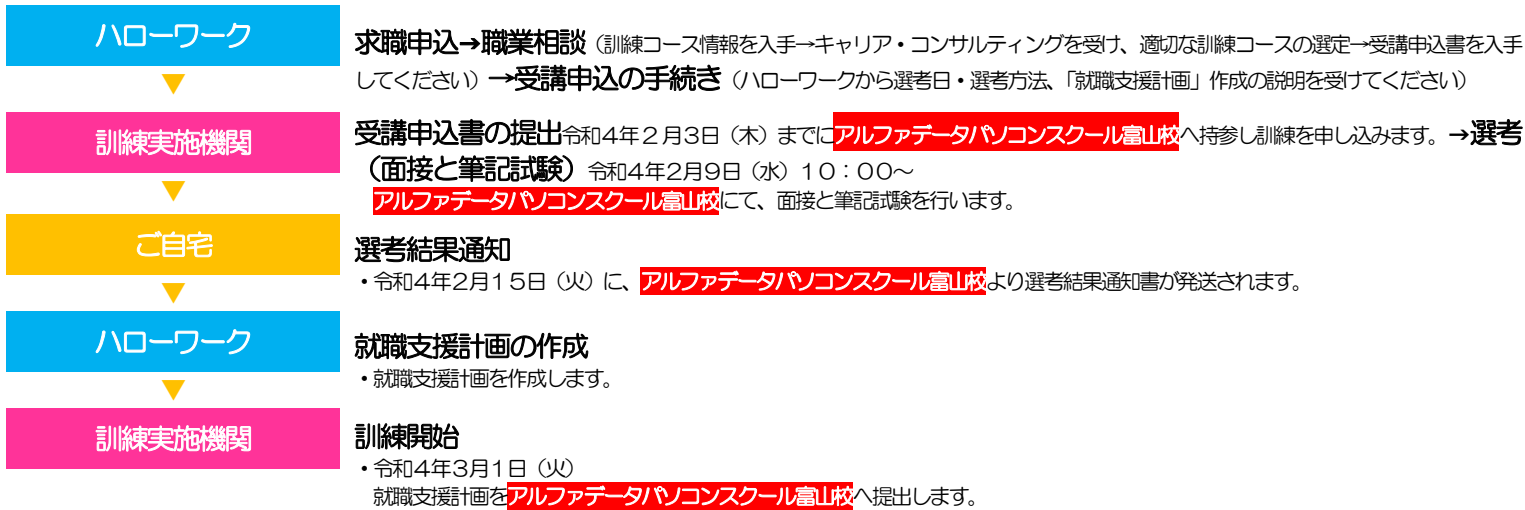 ハローワーク
求職申込→職業相談（訓練コース情報を入手→キャリア・コンサルティングを受け、適切な訓練コースの選定→受講申込書を入手
してください）→受講申込の手続き（ハローワークから選考日・選考方法、「就職支援計画」作成の説明を受けてください）
訓練実施機関
受講申込書の提出令和４年２月３日（木）までにアルファデータパソコンスクール富山校へ持参し訓練を申し込みます。→選考
（面接と筆記試験）令和４年２月９日（水）１０：００～
アルファデータパソコンスクール富山校にて、面接と筆記試験を行います。
ご自宅
選考結果通知
・令和４年２月１５日（火）に、アルファデータパソコンスクール富山校より選考結果通知書が発送されます。
ハローワーク
就職支援計画の作成
・就職支援計画を作成します。
訓練実施機関
訓練開始
・令和４年３月１日（火）
就職支援計画をアルファデータパソコンスクール富山校へ提出します。